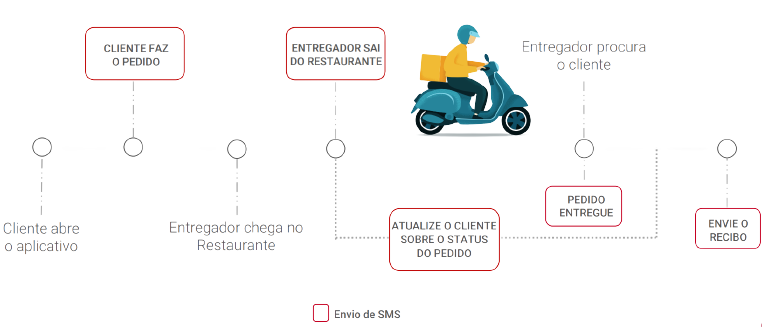 CLIENTE FAZ
O PEDIDO
ENTREGADOR SAI
DO RESTAURANTE
Entregador procura
o cliente
Cliente abre
o aplicativo
Entregador chega no
Restaurante
ATUALIZE O CLIENTE
SOBRE O STATUS
DO PEDIDO
PEDIDO
ENTREGUE
ENVIE O
RECIBO
Envio de SMS